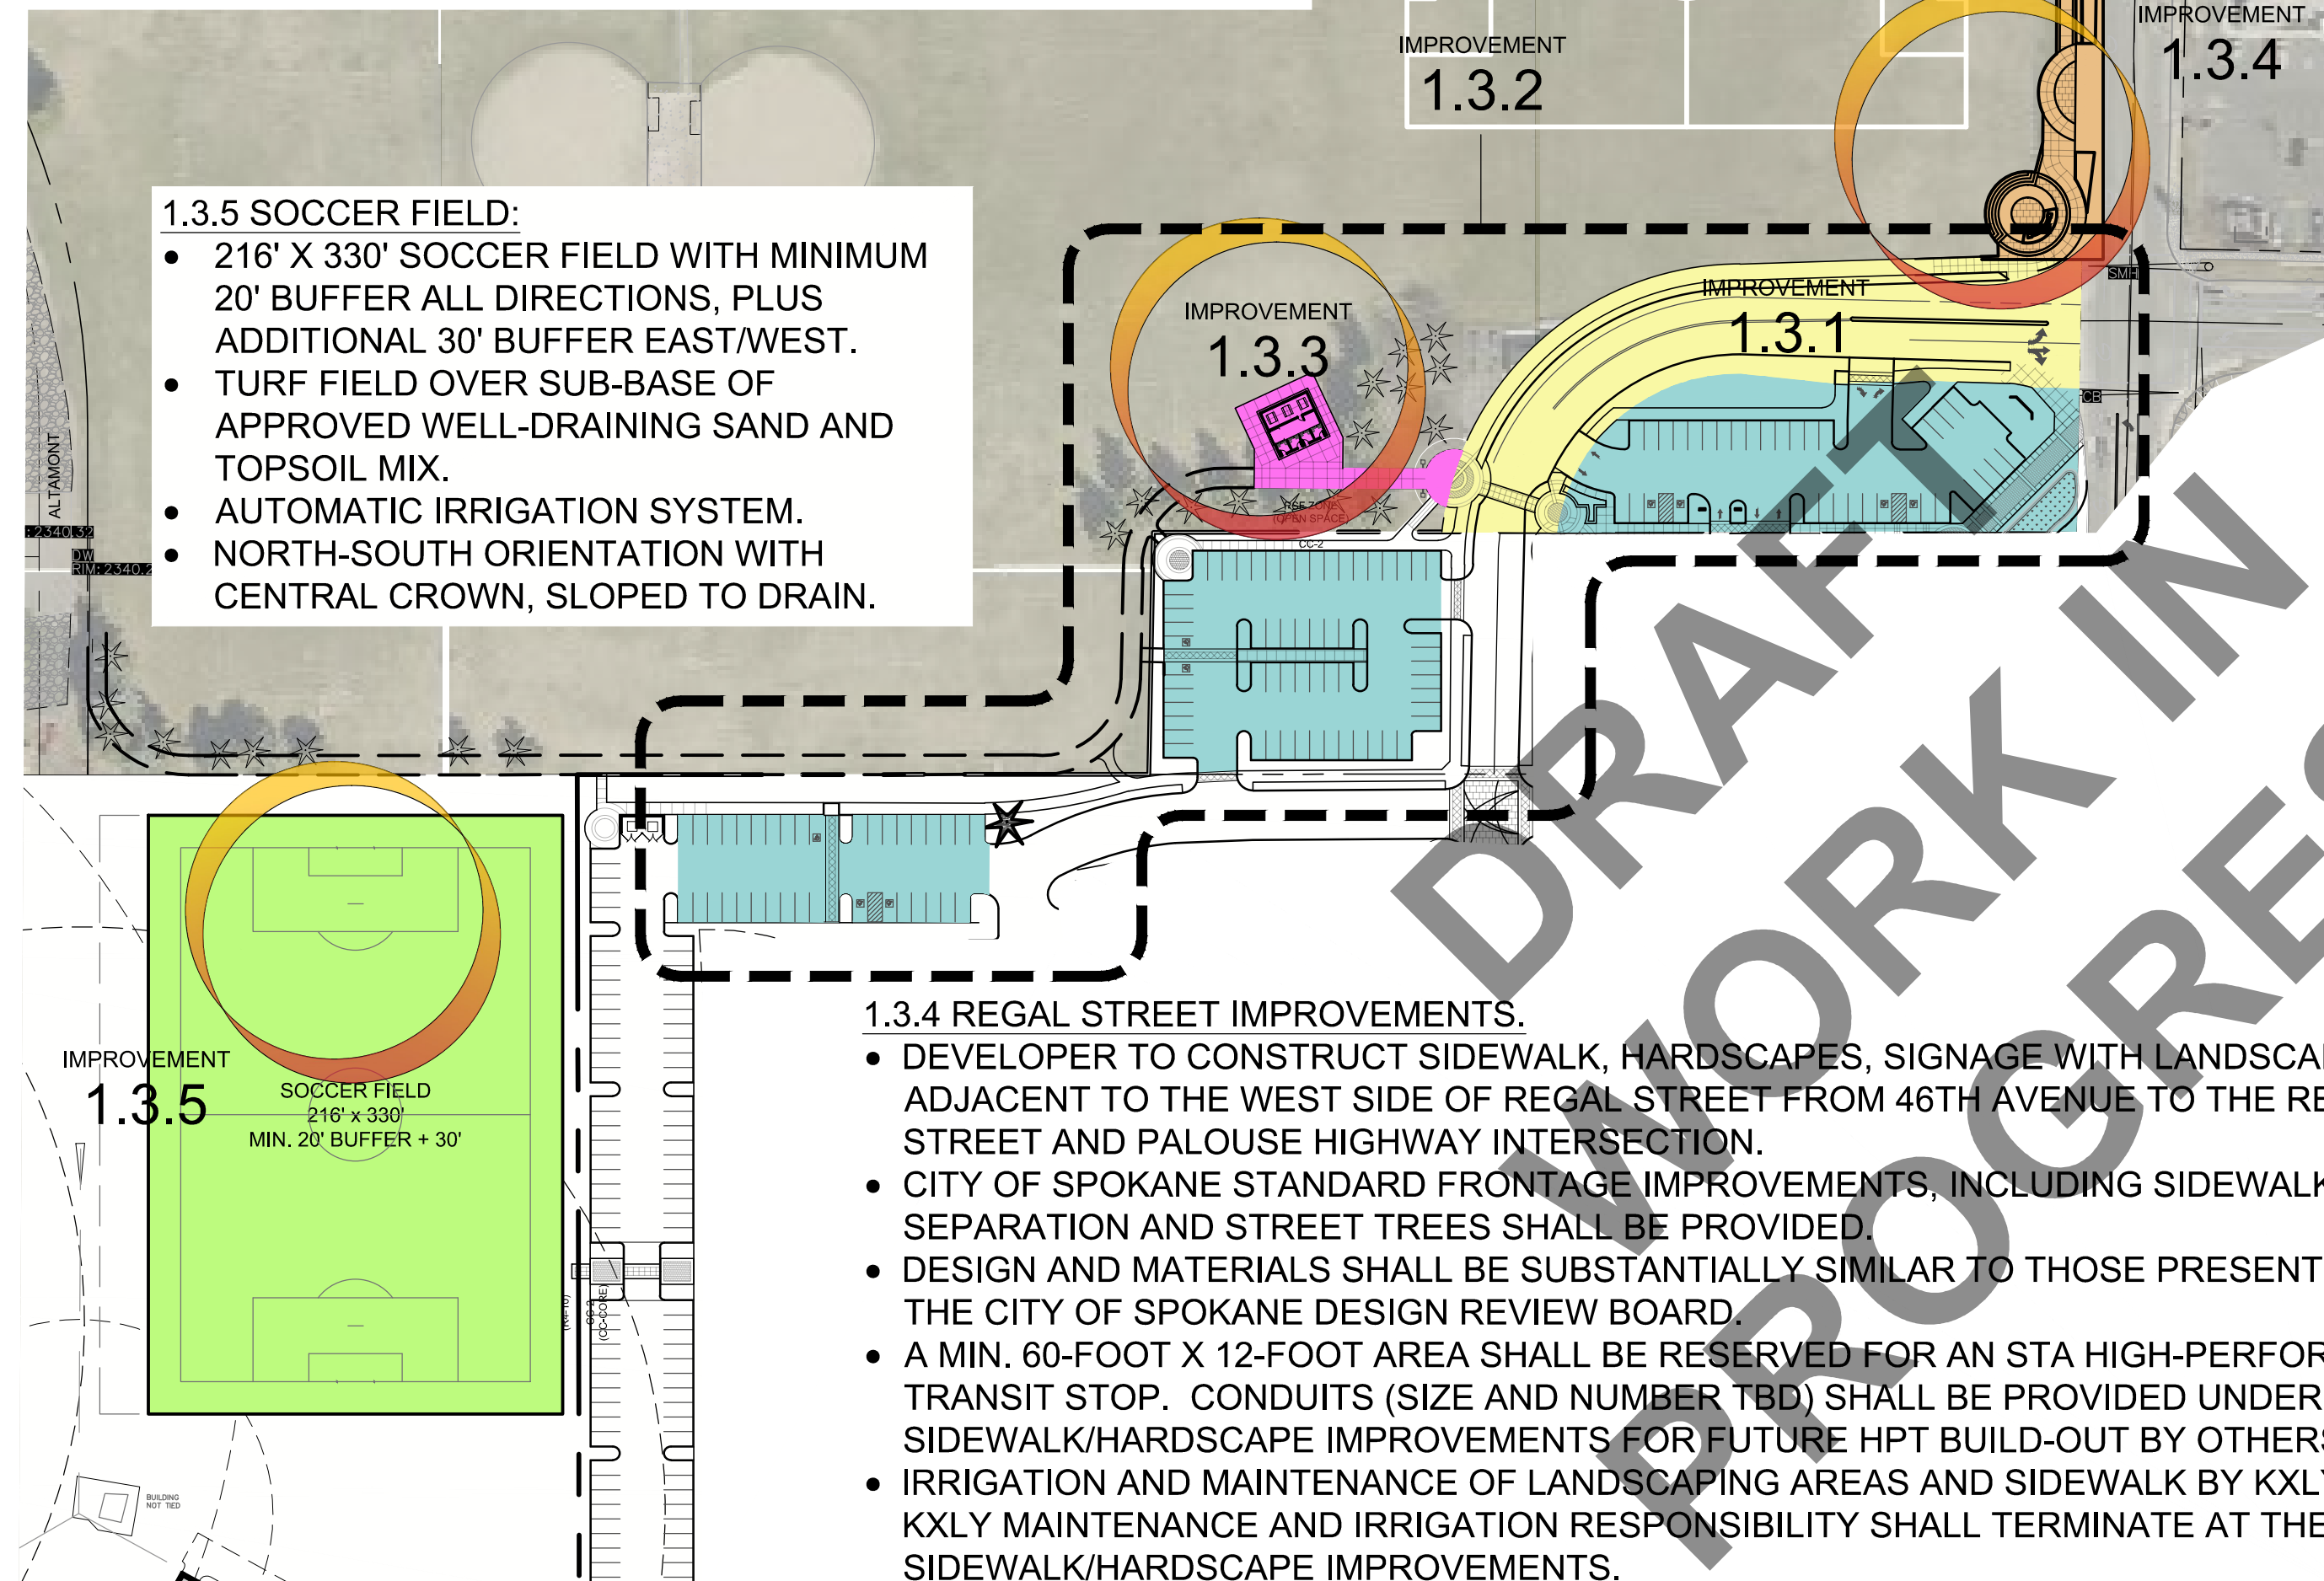 IMPROVEMENT
1.3.2
IMPROVEMENT
1.3.4
1.3.5 SOCCER FIELD:
• 216' X 330' SOCCER FIELD WITH MINIMUM
20' BUFFER ALL DIRECTIONS, PLUS
ADDITIONAL 30' BUFFER EAST/WEST.
• TURF FIELD OVER SUB-BASE OF
APPROVED WELL-DRAINING SAND AND
TOPSOIL MIX.
• AUTOMATIC IRRIGATION SYSTEM.
• NORTH-SOUTH ORIENTATION WITH
CENTRAL CROWN, SLOPED TO DRAIN.
ALTAMONT
: 2340.32
DW
RIM: 2340.2
IMPROVEMENT
1.3.3
IMPROVEMENT
1.3.1
SMH
CB
(OPEN SPACE)
CC-2
DRAFT
WORK IN
PROGRES
IMPROVEMENT
1.3.5
SOCCER FIELD
216' x 330'
MIN. 20' BUFFER + 30'
CC-2
(CC-CORE)
BUILDING
NOT TIED
1.3.4 REGAL STREET IMPROVEMENTS.
• DEVELOPER TO CONSTRUCT SIDEWALK, HARDSCAPES, SIGNAGE WITH LANDSCA
ADJACENT TO THE WEST SIDE OF REGAL STREET FROM 46TH AVENUE TO THE RE
STREET AND PALOUSE HIGHWAY INTERSECTION.
• CITY OF SPOKANE STANDARD FRONTAGE IMPROVEMENTS, INCLUDING SIDEWALK
SEPARATION AND STREET TREES SHALL BE PROVIDED.
• DESIGN AND MATERIALS SHALL BE SUBSTANTIALLY SIMILAR TO THOSE PRESENT
THE CITY OF SPOKANE DESIGN REVIEW BOARD.
• A MIN. 60-FOOT X 12-FOOT AREA SHALL BE RESERVED FOR AN STA HIGH-PERFOR
TRANSIT STOP. CONDUITS (SIZE AND NUMBER TBD) SHALL BE PROVIDED UNDER
SIDEWALK/HARDSCAPE IMPROVEMENTS FOR FUTURE HPT BUILD-OUT BY OTHERS
• IRRIGATION AND MAINTENANCE OF LANDSCAPING AREAS AND SIDEWALK BY KXLY
KXLY MAINTENANCE AND IRRIGATION RESPONSIBILITY SHALL TERMINATE AT THE
SIDEWALK/HARDSCAPE IMPROVEMENTS.